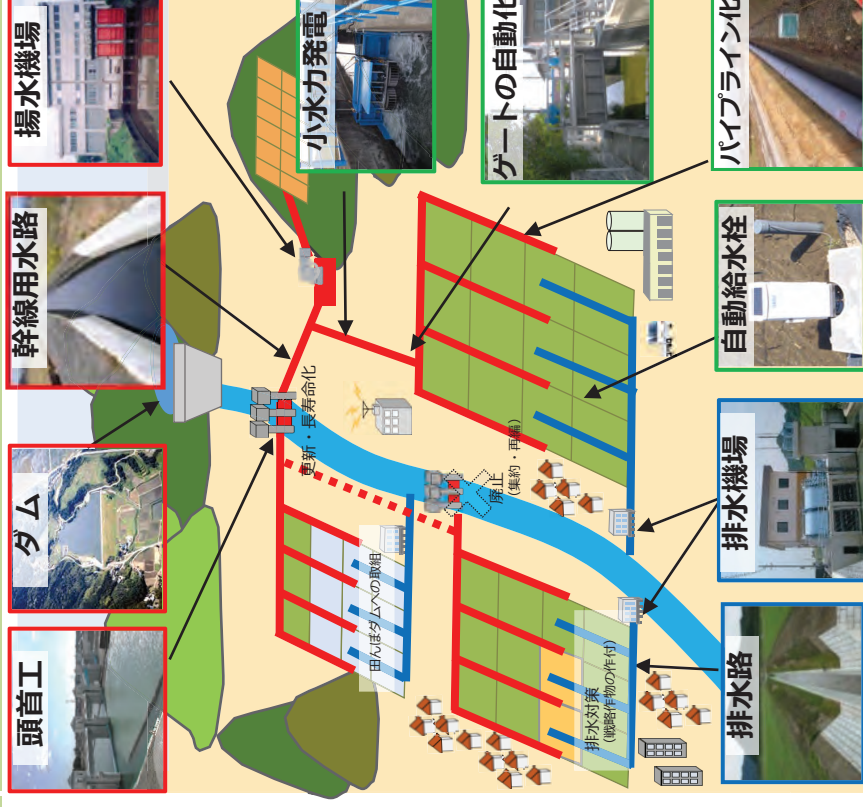 頭首工
ダム
幹線用水路
揚水機場
小水力発電
ゲートの自動化
パイプライン化
自動給水栓
排水機場
排水路
更新・長寿命化
廃止
(集約・再編)
田んぼダムへの取組
排水対策
(戦略作物の作付)